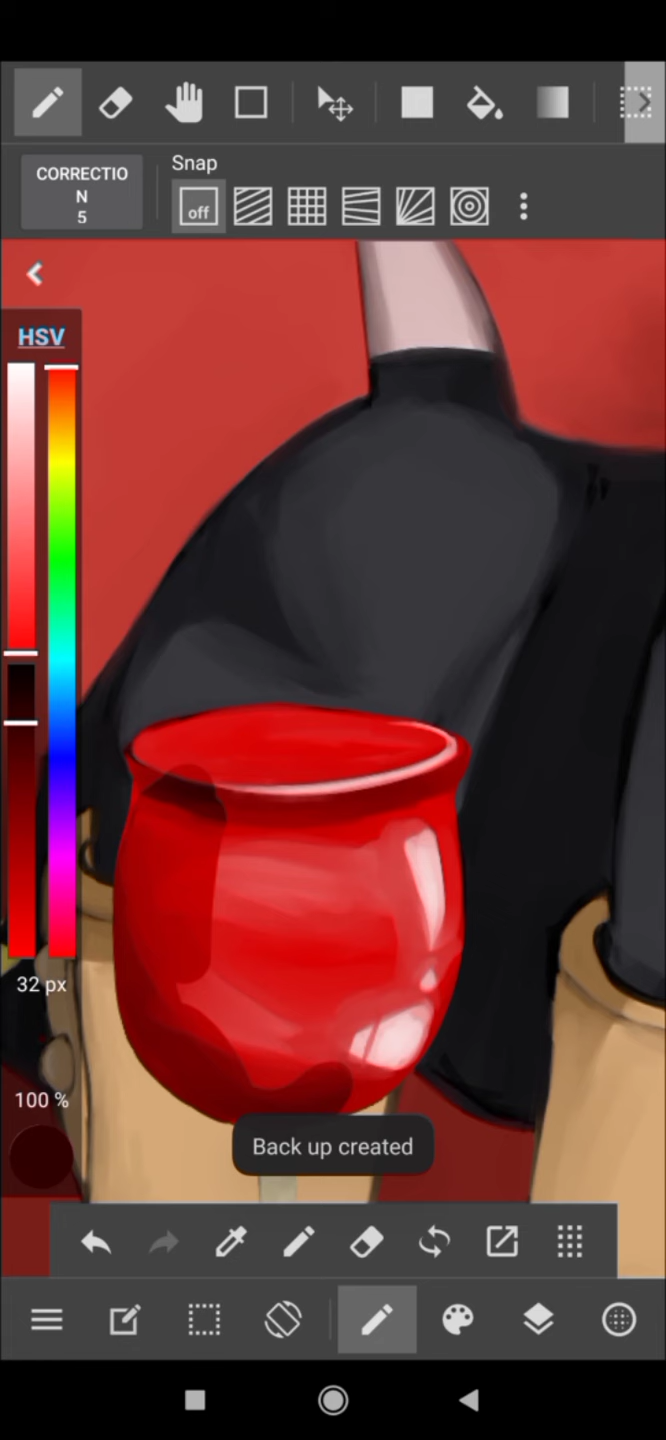 CORRECTIO
N
5
Snap
off
HSV
32 px
100 %
Back up created